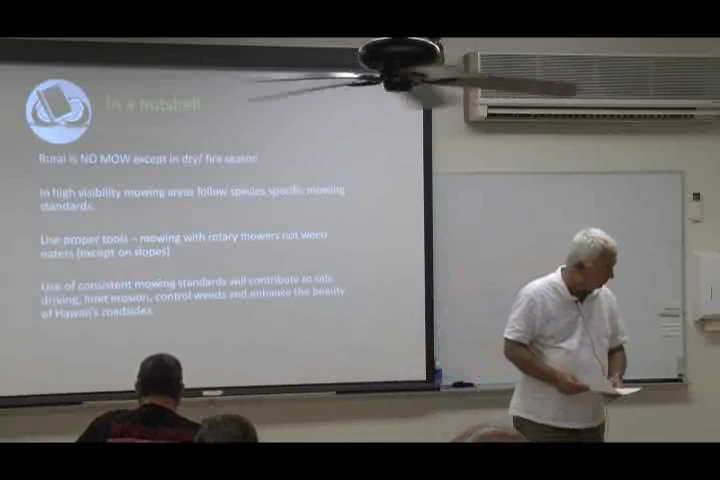 In a nutshell
Rural is NO MOW except in dry/ fire season
In high visibility mowing areas follow species specific mowing
standards.
Use proper tools – mowing with rotary mowers not weed
eaters (except on slopes)
Use of consistent mowing standards will contribute to safe
driving, limit erosion, control weeds and enhance the beauty
of Hawaii's roadsides.